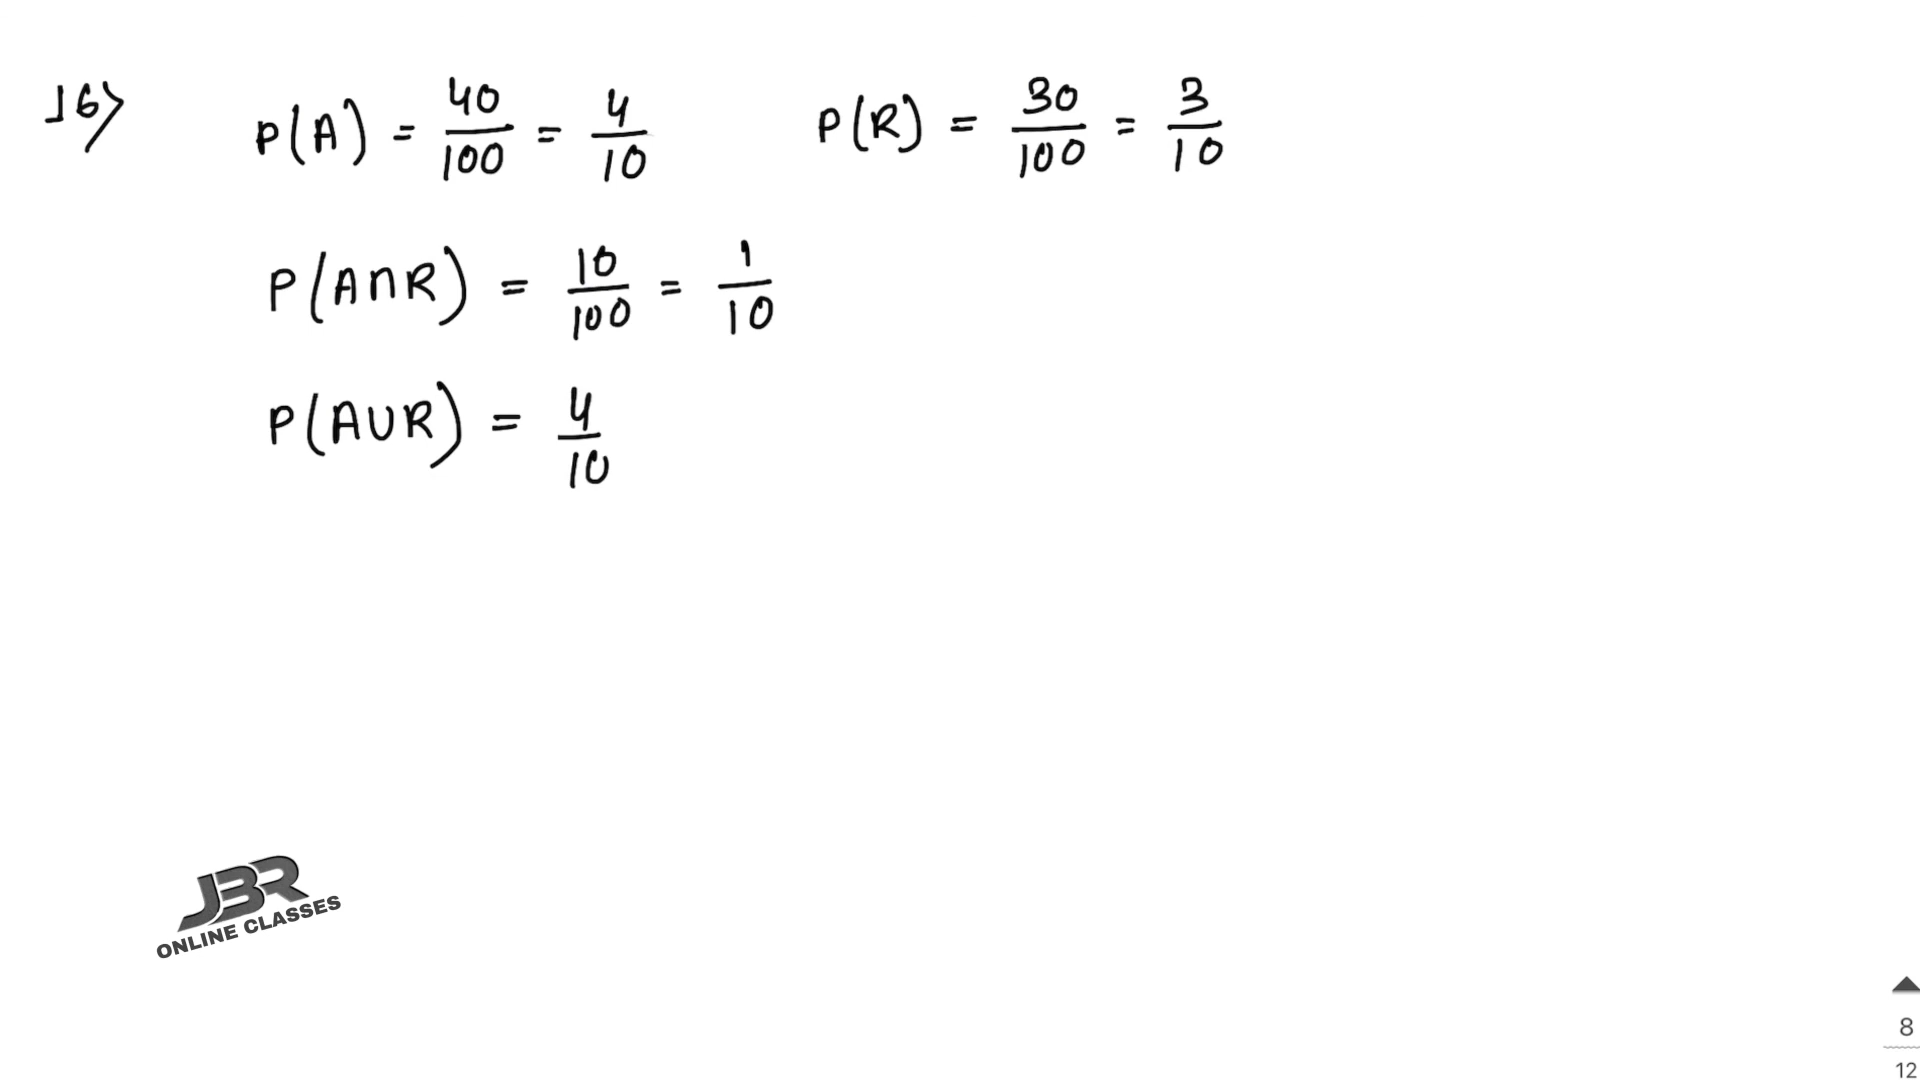 16> P(A) = 40/100 = 4/10 P(R) = 30/100 = 3/10
P(A∩R) = 10/100 = 1/10
P(A∪R) = 4/10
JBR
ONLINE CLASSES
8
12